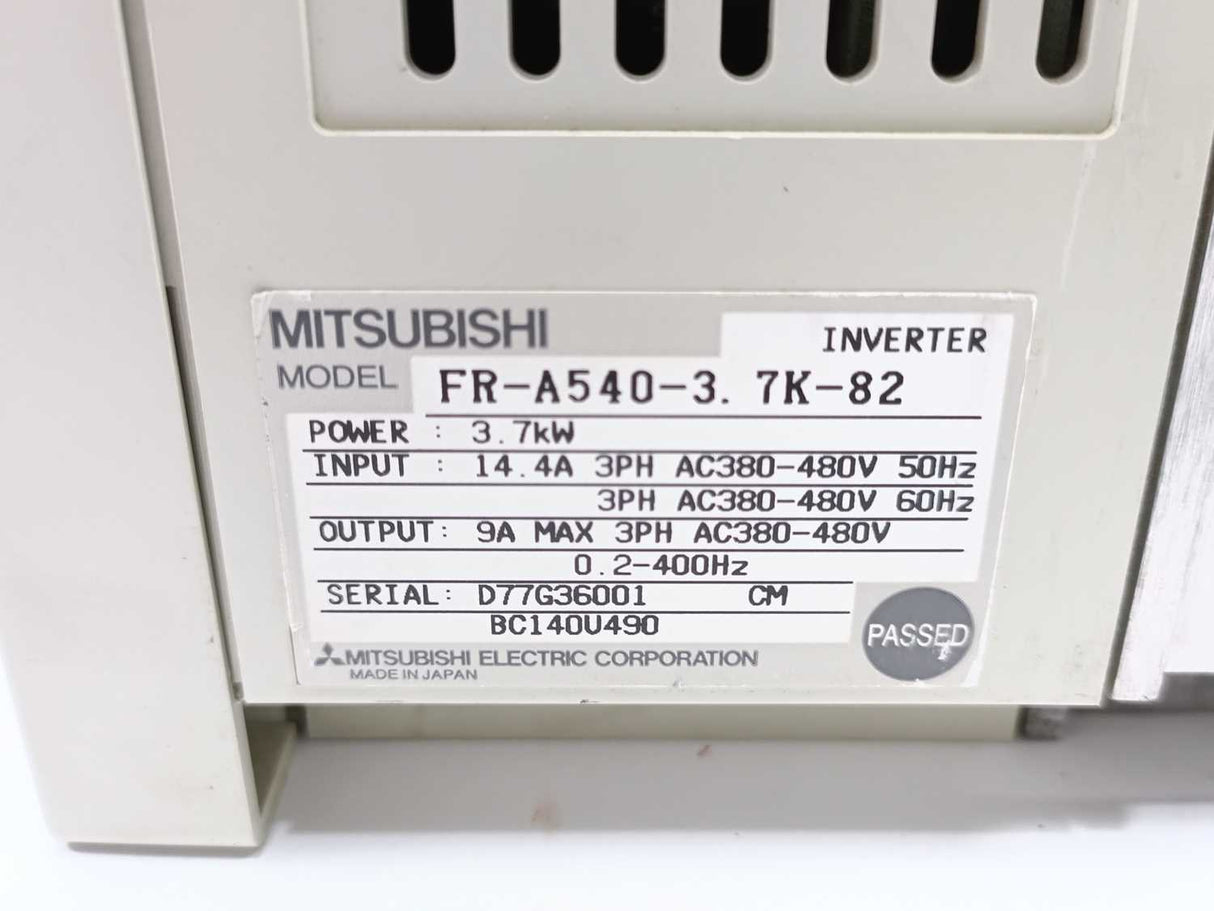 MITSUBISHI INVERTER
MODEL FR-A540-3.7K-82
POWER : 3.7kW
INPUT : 14.4A 3PH AC380-480V 50Hz
3PH AC380-480V 60Hz
OUTPUT: 9A MAX 3PH AC380-480V
0.2-400Hz
SERIAL: D77G36001 CM
BC140U490
PASSED
MITSUBISHI ELECTRIC CORPORATION
MADE IN JAPAN